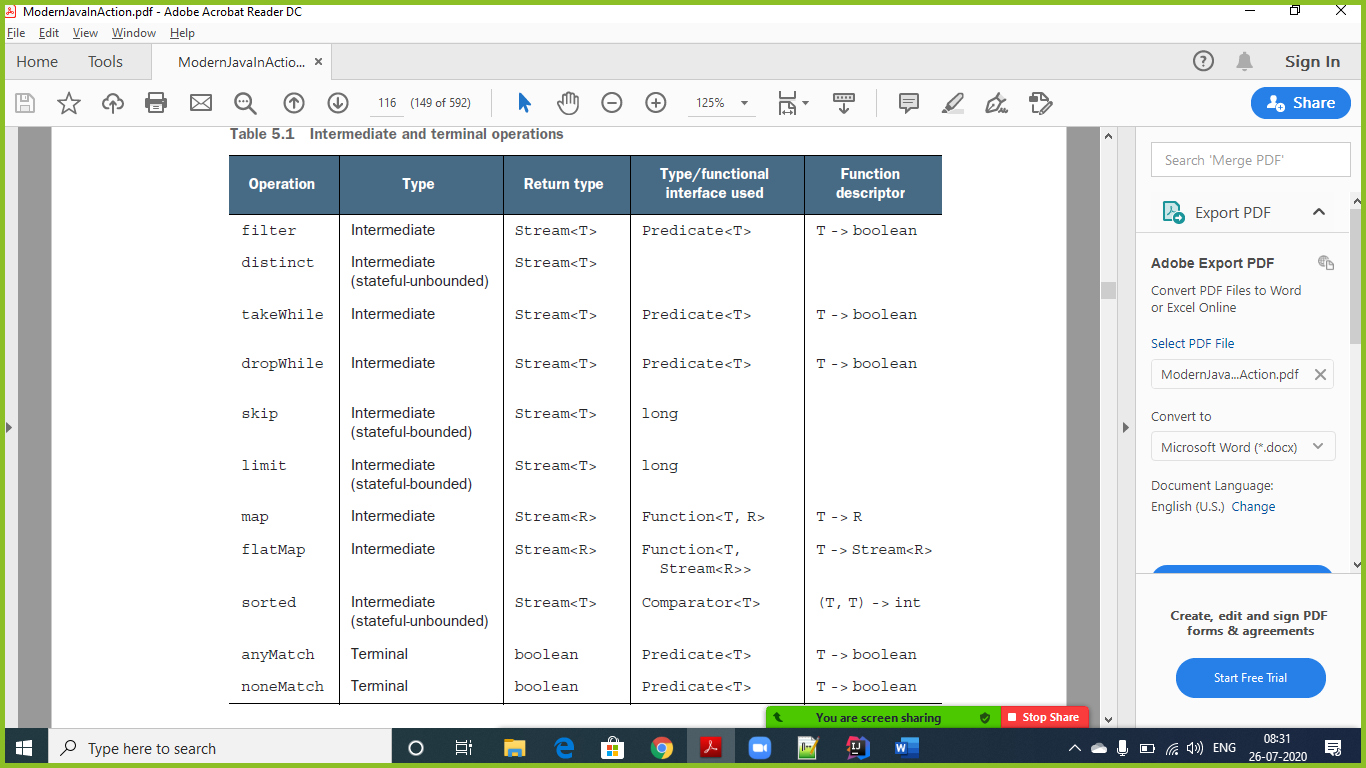 ModernJavaInAction.pdf - Adobe Acrobat Reader DC
File Edit View Window Help
Home Tools ModernJavaInActio... × Sign In
116 (149 of 592) 125% Share
Table 5.1 Intermediate and terminal operations
Operation Type Return type Type/functional interface used Function descriptor
filter Intermediate Stream<T> Predicate<T> T -> boolean
distinct Intermediate Stream<T>
(stateful-unbounded)
takeWhile Intermediate Stream<T> Predicate<T> T -> boolean
dropWhile Intermediate Stream<T> Predicate<T> T -> boolean
skip Intermediate Stream<T> long
(stateful-bounded)
limit Intermediate Stream<T> long
(stateful-bounded)
map Intermediate Stream<R> Function<T, R> T -> R
flatMap Intermediate Stream<R> Function<T, T -> Stream<R>
Stream<R>>
sorted Intermediate Stream<T> Comparator<T> (T, T) -> int
(stateful-unbounded)
anyMatch Terminal boolean Predicate<T> T -> boolean
noneMatch Terminal boolean Predicate<T> T -> boolean
Search 'Merge PDF'
Export PDF
Adobe Export PDF
Convert PDF Files to Word
or Excel Online
Select PDF File
ModernJava...Action.pdf
Convert to
Microsoft Word (*.docx)
Document Language:
English (U.S.) Change
Create, edit and sign PDF
forms & agreements
Start Free Trial
You are screen sharing Stop Share
Type here to search
ENG
08:31
26-07-2020